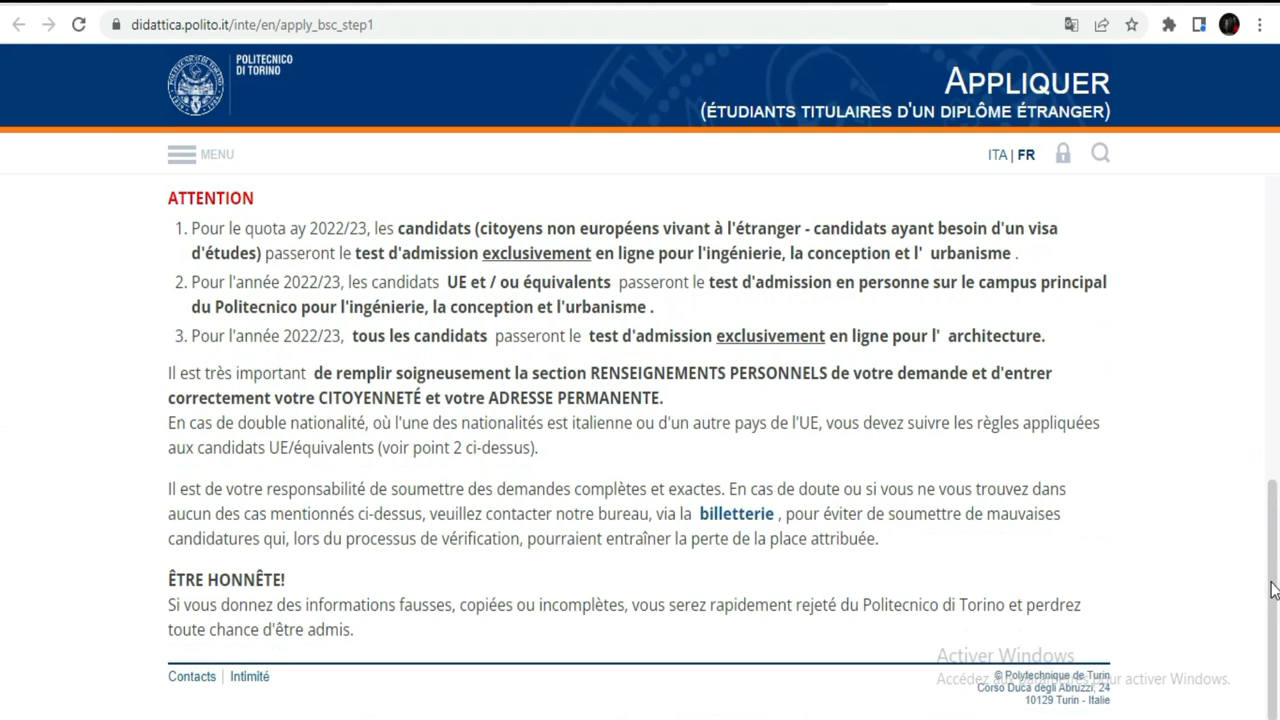 didattica.polito.it/inte/en/apply_bsc_step1
POLITECNICO
DI TORINO
APPLIQUER
(ÉTUDIANTS TITULAIRES D'UN DIPLÔME ÉTRANGER)
MENU
ITA | FR
ATTENTION
1. Pour le quota ay 2022/23, les candidats (citoyens non européens vivant à l'étranger - candidats ayant besoin d'un visa
d'études) passeront le test d'admission exclusivement en ligne pour l'ingénierie, la conception et l' urbanisme .
2. Pour l'année 2022/23, les candidats UE et / ou équivalents passeront le test d'admission en personne sur le campus principal
du Politecnico pour l'ingénierie, la conception et l'urbanisme .
3. Pour l'année 2022/23, tous les candidats passeront le test d'admission exclusivement en ligne pour l' architecture.
Il est très important de remplir soigneusement la section RENSEIGNEMENTS PERSONNELS de votre demande et d'entrer
correctement votre CITOYENNETÉ et votre ADRESSE PERMANENTE.
En cas de double nationalité, où l'une des nationalités est italienne ou d'un autre pays de l'UE, vous devez suivre les règles appliquées
aux candidats UE/équivalents (voir point 2 ci-dessus).
Il est de votre responsabilité de soumettre des demandes complètes et exactes. En cas de doute ou si vous ne vous trouvez dans
aucun des cas mentionnés ci-dessus, veuillez contacter notre bureau, via la billetterie , pour éviter de soumettre de mauvaises
candidatures qui, lors du processus de vérification, pourraient entraîner la perte de la place attribuée.
ÊTRE HONNÊTE!
Si vous donnez des informations fausses, copiées ou incomplètes, vous serez rapidement rejeté du Politecnico di Torino et perdrez
toute chance d'être admis.
Activer Windows
Accédez aux paramètres pour activer Windows.
Contacts | Intimité
© Polytechnique de Turin
Corso Duca degli Abruzzi, 24
10129 Turin - Italie